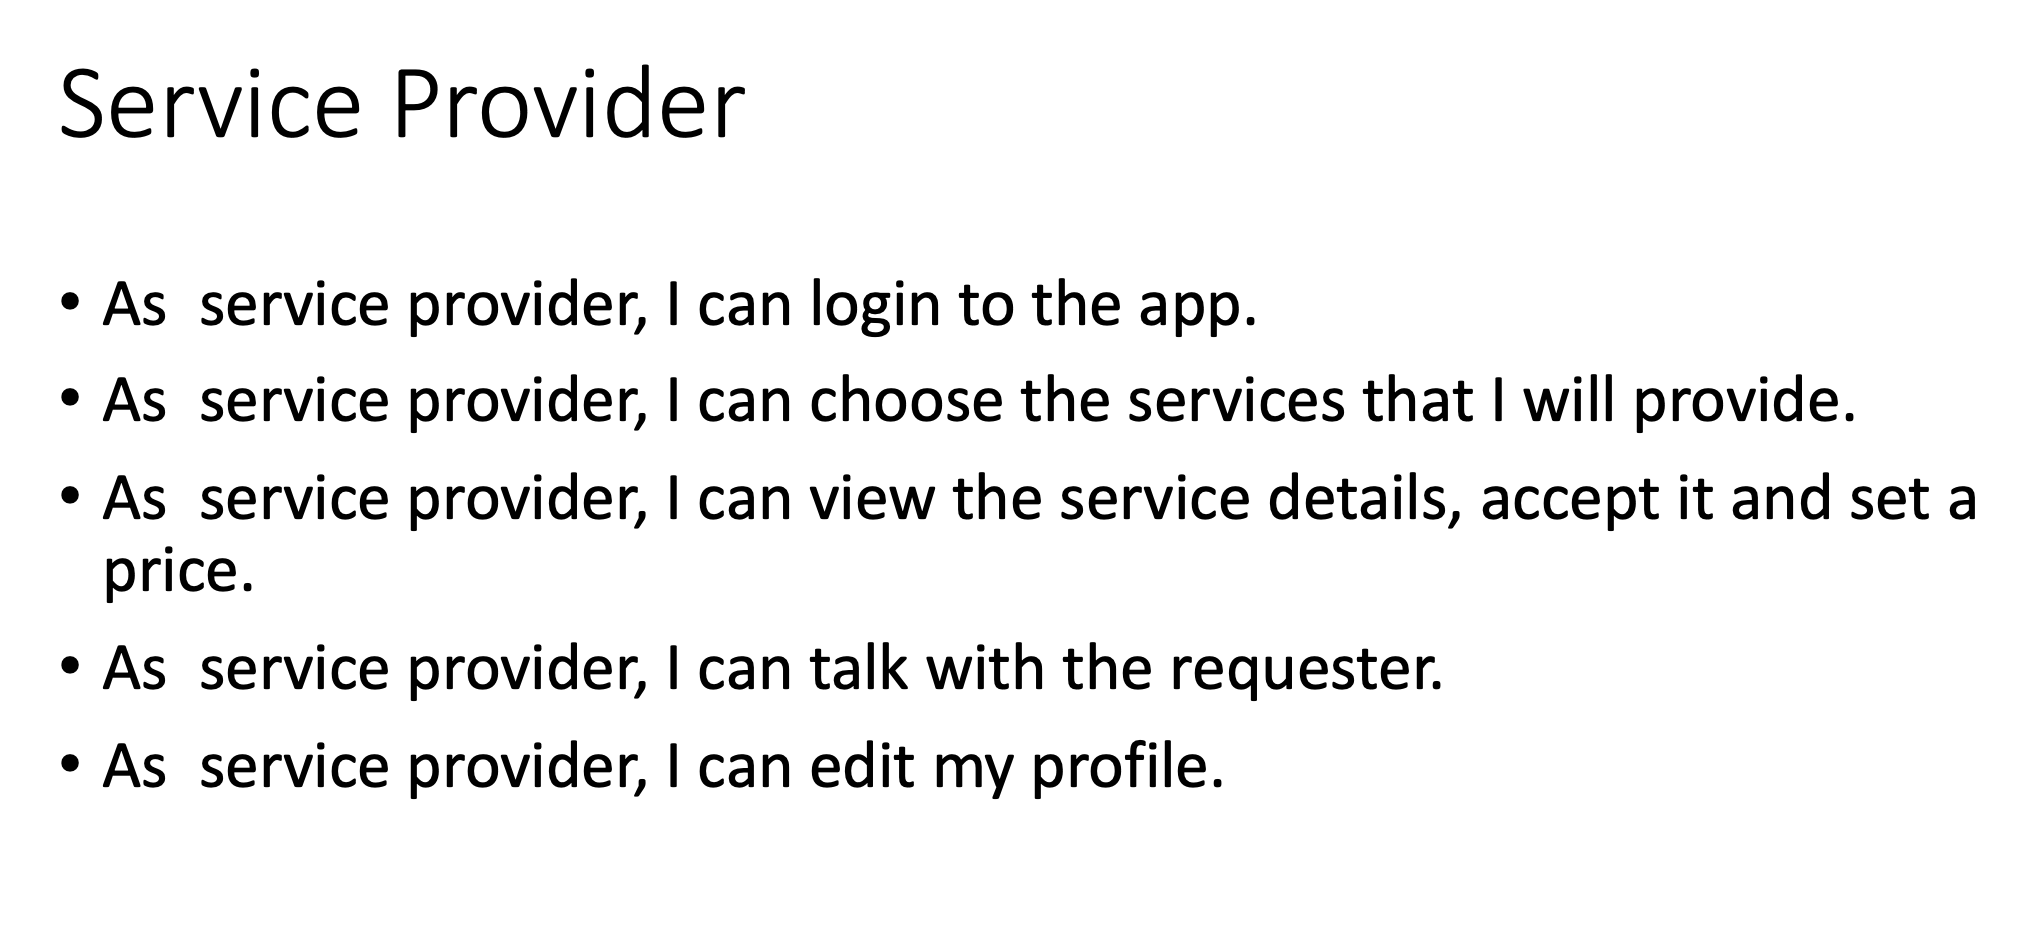 Service Provider
• As  service provider, I can login to the app.
• As  service provider, I can choose the services that I will provide.
• As  service provider, I can view the service details, accept it and set a
price.
• As  service provider, I can talk with the requester.
• As  service provider, I can edit my profile.